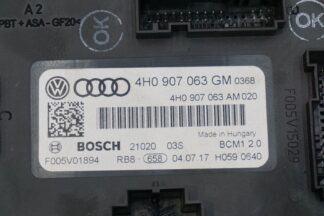 A 2
PBT+ASA-GF20<
OK
OK
4H0 907 063 GM 0368
4H0 907 063 AM 020
Made in Hungary
BOSCH 21020 03S BCM1 2.0
F005V01894 RB8- 658 04.07.17 H059 0640
F005V15029